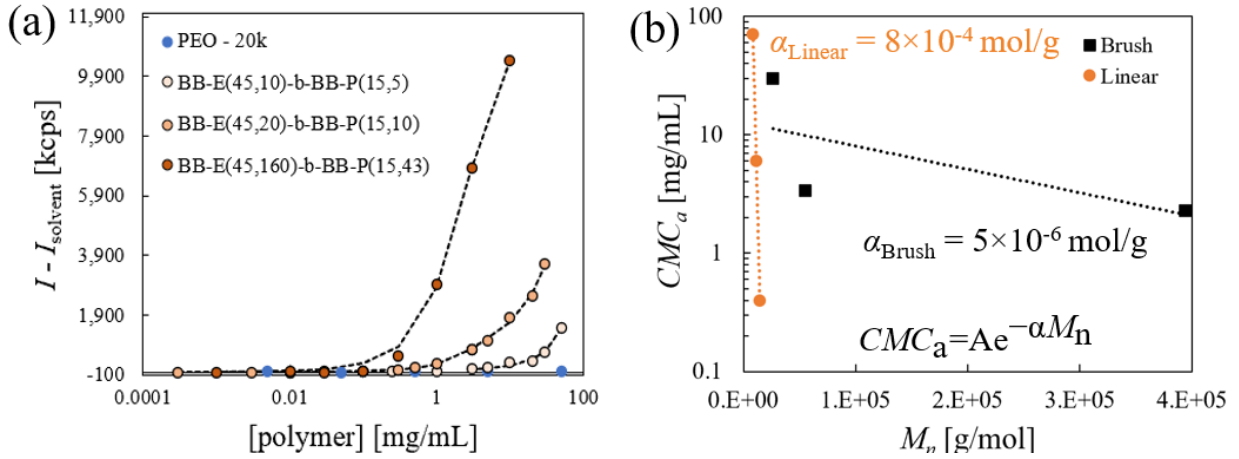 (a)
I - Isolvent [kcps]
11,900
9,900
7,900
5,900
3,900
1,900
-100
PEO - 20k
BB-E(45,10)-b-BB-P(15,5)
BB-E(45,20)-b-BB-P(15,10)
BB-E(45,160)-b-BB-P(15,43)
0.0001
0.01
1
100
[polymer] [mg/mL]
(b)
CMCa [mg/mL]
100
10
1
0.1
αLinear = 8×10-4 mol/g
Brush
Linear
αBrush = 5×10-6 mol/g
CMCa=Ae−αMn
0.E+00
1.E+05
2.E+05
3.E+05
4.E+05
Mn [g/mol]